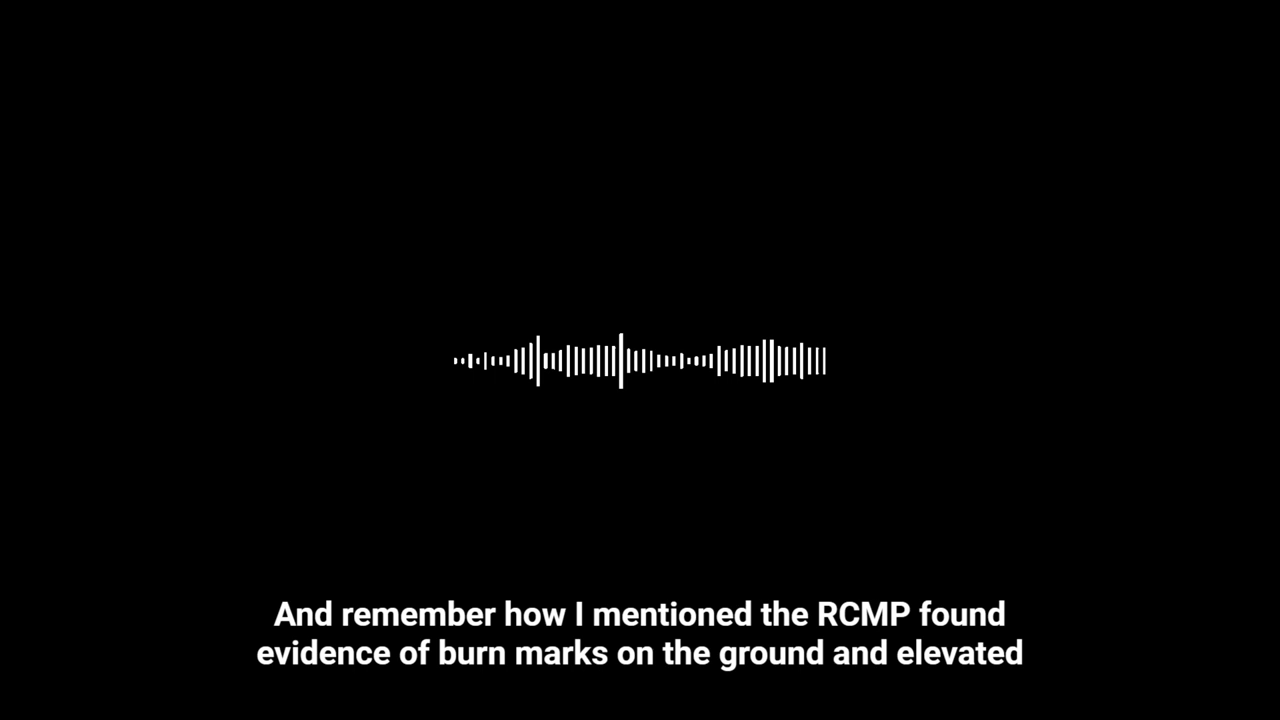 And remember how I mentioned the RCMP found
evidence of burn marks on the ground and elevated